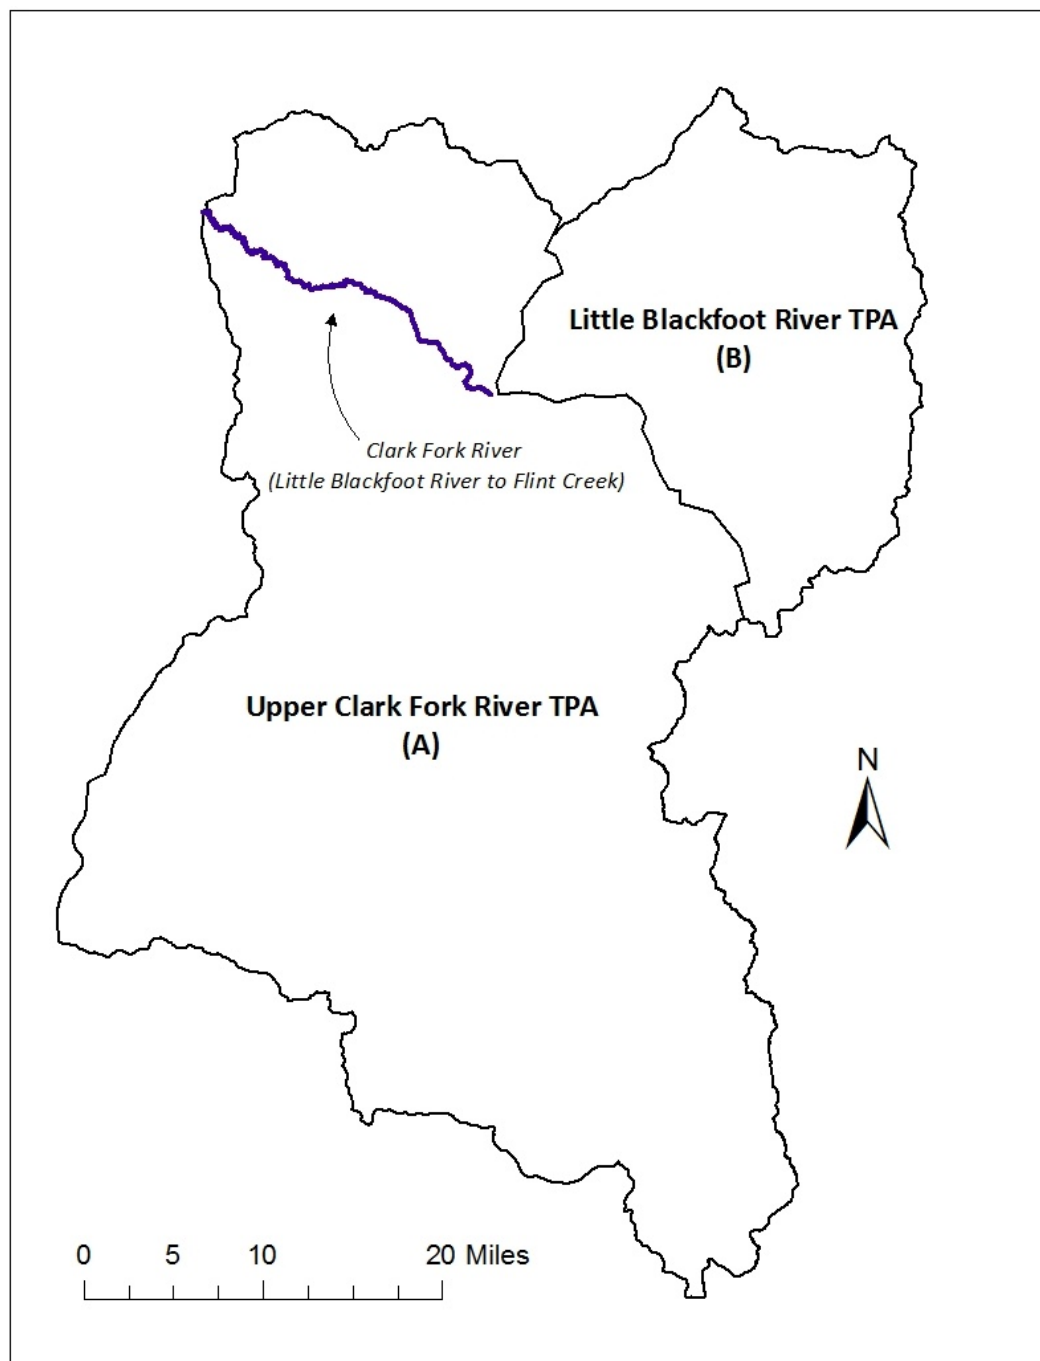 Little Blackfoot River TPA
(B)
Clark Fork River
(Little Blackfoot River to Flint Creek)
Upper Clark Fork River TPA
(A)
N
0 5 10 20 Miles